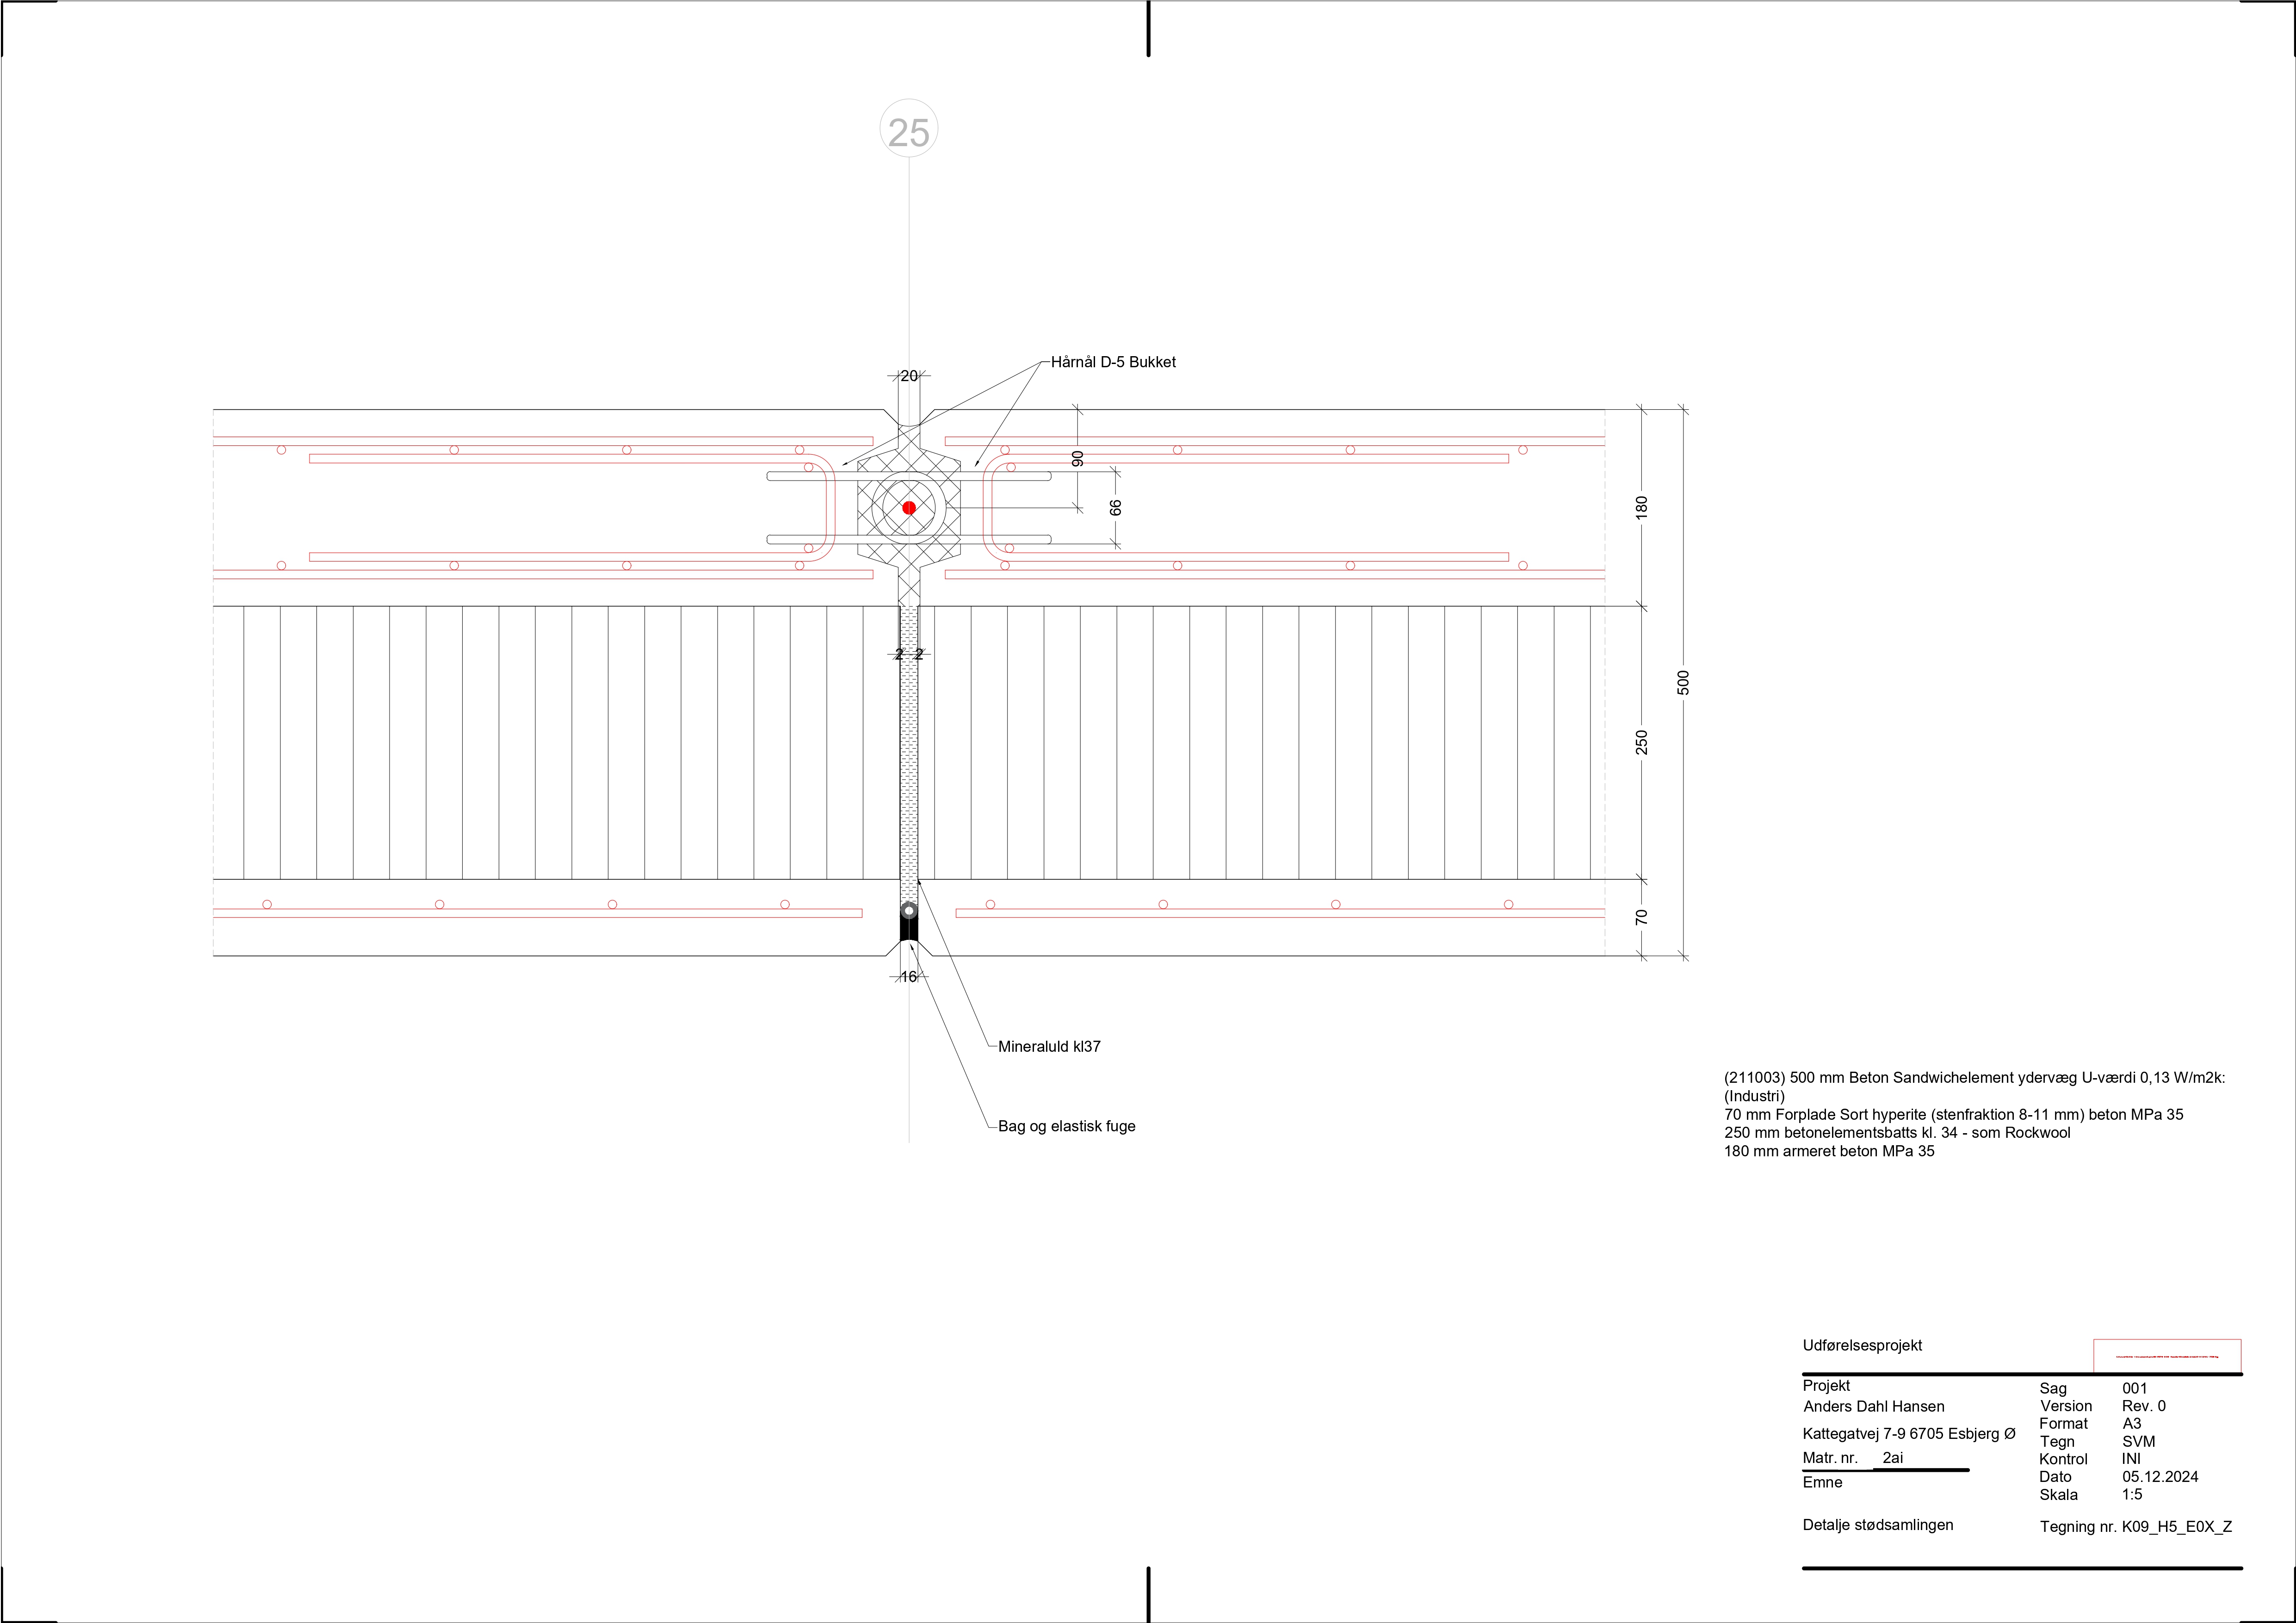 25
20
Hårnål D-5 Bukket
90
66
180
2
2
250
500
70
16
Mineraluld kl37
Bag og elastisk fuge
(211003) 500 mm Beton Sandwichelement ydervæg U-værdi 0,13 W/m2k:
(Industri)
70 mm Forplade Sort hyperite (stenfraktion 8-11 mm) beton MPa 35
250 mm betonelementsbatts kl. 34 - som Rockwool
180 mm armeret beton MPa 35
Udførelsesprojekt
Projekt
Anders Dahl Hansen
Kattegatvej 7-9 6705 Esbjerg Ø
Matr. nr. 2ai
Emne
Detalje stødsamlingen
Sag 001
Version Rev. 0
Format A3
Tegn SVM
Kontrol INI
Dato 05.12.2024
Skala 1:5
Tegning nr. K09_H5_E0X_Z